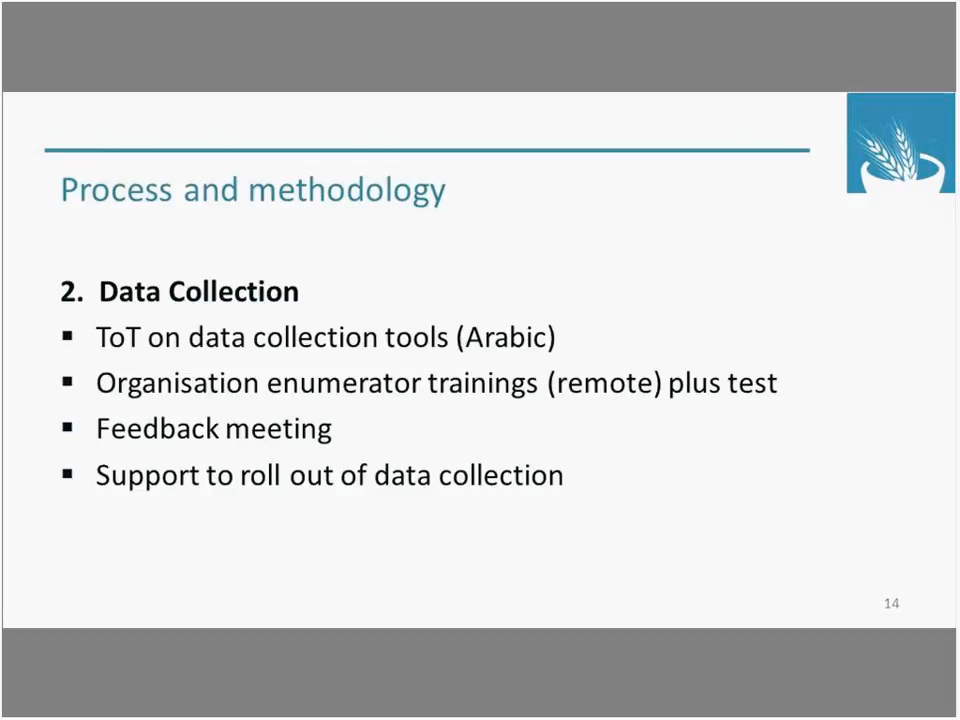 Process and methodology
2. Data Collection
▪ ToT on data collection tools (Arabic)
▪ Organisation enumerator trainings (remote) plus test
▪ Feedback meeting
▪ Support to roll out of data collection
14